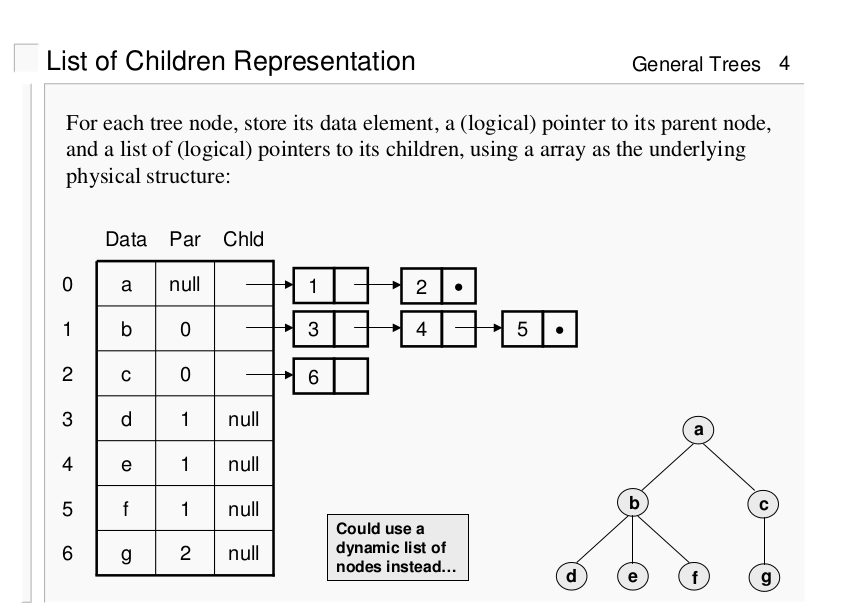 List of Children Representation
General Trees 4
For each tree node, store its data element, a (logical) pointer to its parent node,
and a list of (logical) pointers to its children, using a array as the underlying
physical structure:
Data Par Chld
0 a null 1 2
1 b 0 3 4 5
2 c 0 6
3 d 1 null
4 e 1 null
5 f 1 null
6 g 2 null
Could use a
dynamic list of
nodes instead...
a
b c
d e f g